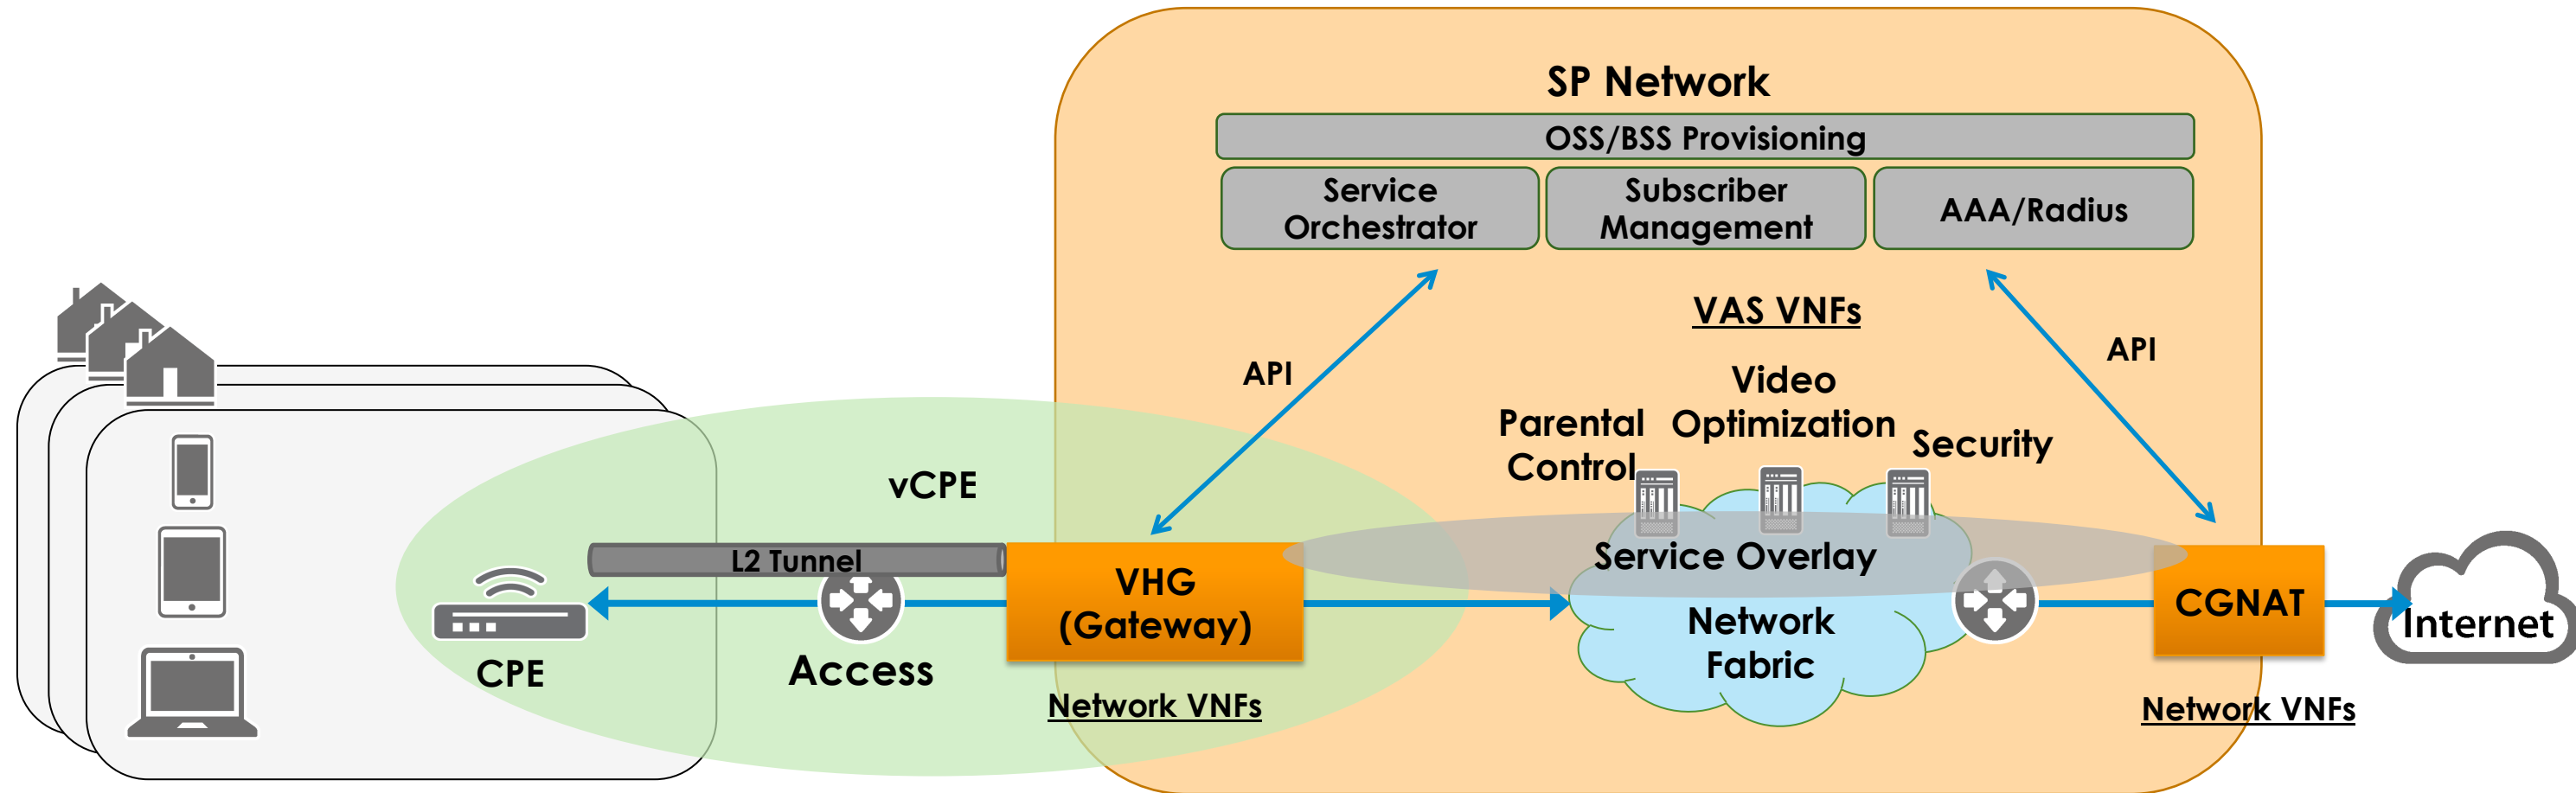 SP Network
OSS/BSS Provisioning
Service
Orchestrator
Subscriber
Management
AAA/Radius
VAS VNFs
API
API
Video
Optimization
Parental
Control
Security
vCPE
L2 Tunnel
CPE
Access
VHG
(Gateway)
Network VNFs
Service Overlay
Network
Fabric
CGNAT
Network VNFs
Internet